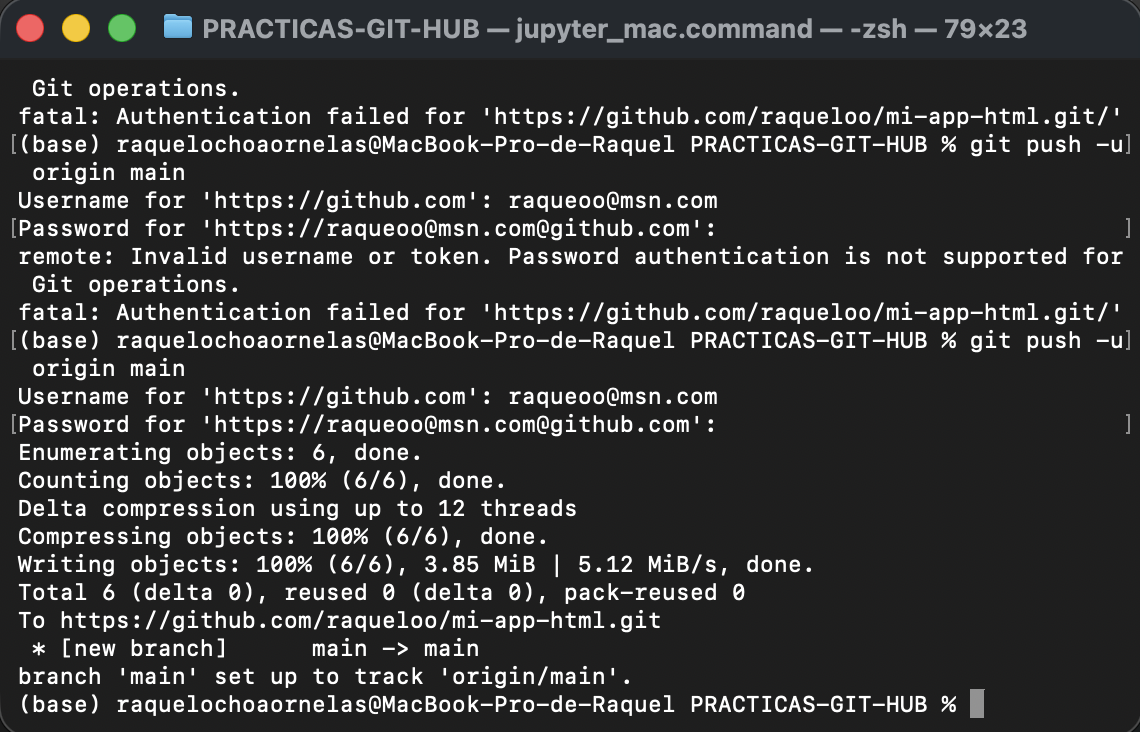 PRACTICAS-GIT-HUB — jupyter_mac.command — -zsh — 79×23
Git operations.
fatal: Authentication failed for 'https://github.com/raqueloo/mi-app-html.git/'
[(base) raquelochoaornelas@MacBook-Pro-de-Raquel PRACTICAS-GIT-HUB % git push -u]
origin main
Username for 'https://github.com': raqueoo@msn.com
[Password for 'https://raqueoo@msn.com@github.com': ]
remote: Invalid username or token. Password authentication is not supported for
Git operations.
fatal: Authentication failed for 'https://github.com/raqueloo/mi-app-html.git/'
[(base) raquelochoaornelas@MacBook-Pro-de-Raquel PRACTICAS-GIT-HUB % git push -u]
origin main
Username for 'https://github.com': raqueoo@msn.com
[Password for 'https://raqueoo@msn.com@github.com': ]
Enumerating objects: 6, done.
Counting objects: 100% (6/6), done.
Delta compression using up to 12 threads
Compressing objects: 100% (6/6), done.
Writing objects: 100% (6/6), 3.85 MiB | 5.12 MiB/s, done.
Total 6 (delta 0), reused 0 (delta 0), pack-reused 0
To https://github.com/raqueloo/mi-app-html.git
* [new branch]      main -> main
branch 'main' set up to track 'origin/main'.
(base) raquelochoaornelas@MacBook-Pro-de-Raquel PRACTICAS-GIT-HUB %